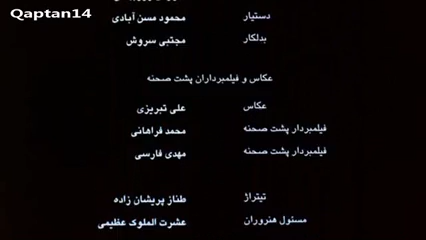 Qaptan14
دستیار محمود مسن آبادی
بدلکار مجتبی سروش
عکاس و فیلمبرداران پشت صحنه
عکاس علی تبریزی
فیلمبردار پشت صحنه محمد فراهانی
فیلمبردار پشت صحنه مهدی فارسی
تیتراژ طناز پریشان زاده
مسئول هنروران عشرت الملوک عظیمی